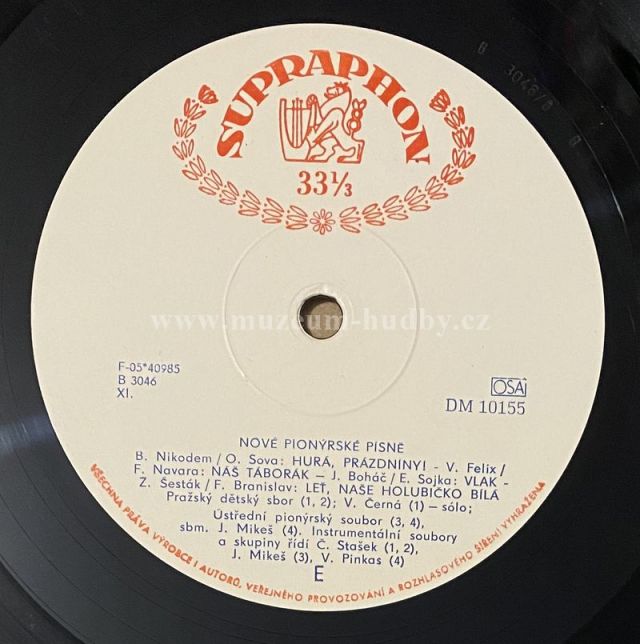 SUPRAPHON
33⅓
B 3046/B
www.muzeum-hudby.cz
F-05*40985
B 3046
XI.
OSA
DM 10155
NOVÉ PIONÝRSKÉ PÍSNĚ
B. Nikodem/O. Sova: HURÁ, PRÁZDNINY! - V. Felix/
F. Navara: NÁŠ TÁBORÁK – J. Boháč/E. Sojka: VLAK -
Z. Šesták/F. Branislav: LEŤ, NAŠE HOLUBIČKO BÍLÁ
Pražský dětský sbor (1, 2); V. Černá (1) – sólo;
Ústřední pionýrský soubor (3, 4),
sbm. J. Mikeš (4). Instrumentální soubory
a skupiny řídí Č. Stašek (1, 2),
J. Mikeš (3), V. Pinkas (4)
E
VŠECHNA PRÁVA VÝROBCE I AUTORŮ, VEŘEJNÉHO PROVOZOVÁNÍ A ROZHLASOVÉHO ŠÍŘENÍ VYHRAŽENA